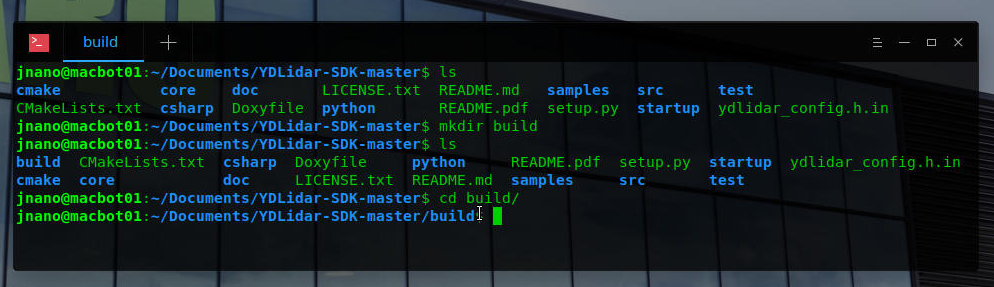 build
jnano@macbot01:~/Documents/YDLidar-SDK-master$ ls
cmake core doc LICENSE.txt README.md samples src test
CMakeLists.txt csharp Doxyfile python README.pdf setup.py startup ydlidar_config.h.in
jnano@macbot01:~/Documents/YDLidar-SDK-master$ mkdir build
jnano@macbot01:~/Documents/YDLidar-SDK-master$ ls
build CMakeLists.txt csharp Doxyfile python README.pdf setup.py startup ydlidar_config.h.in
cmake core doc LICENSE.txt README.md samples src test
jnano@macbot01:~/Documents/YDLidar-SDK-master$ cd build/
jnano@macbot01:~/Documents/YDLidar-SDK-master/build$